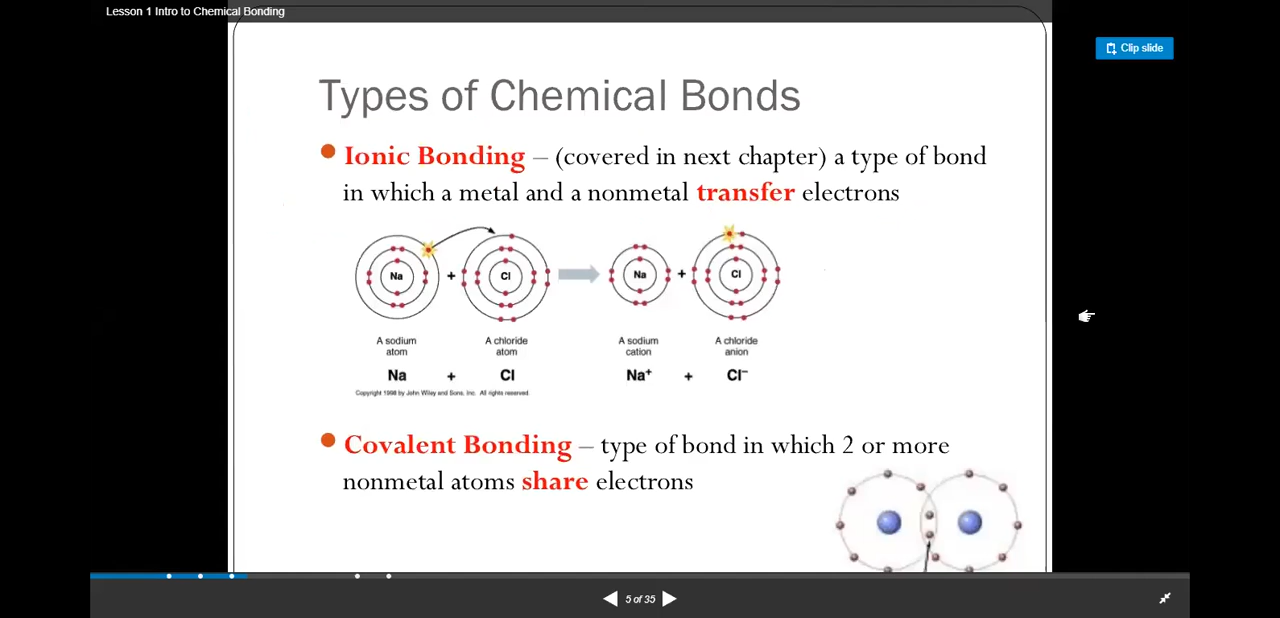 Lesson 1 Intro to Chemical Bonding
Clip slide
Types of Chemical Bonds
Ionic Bonding – (covered in next chapter) a type of bond
in which a metal and a nonmetal transfer electrons
Na + Cl Na + Cl
A sodium A chloride A sodium A chloride
atom atom cation anion
Na + Cl Na⁺ + Cl⁻
Copyright 1998 by John Wiley and Sons, Inc. All rights reserved.
Covalent Bonding – type of bond in which 2 or more
nonmetal atoms share electrons
5 of 35